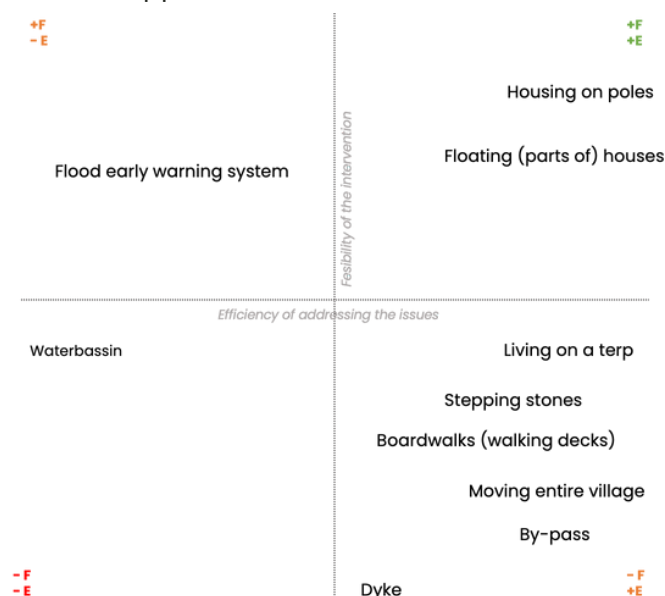 +F
- E
+F
+E
Housing on poles
Fesibility of the intervention
Floating (parts of) houses
Flood early warning system
Efficiency of addressing the issues
Waterbassin
Living on a terp
Stepping stones
Boardwalks (walking decks)
Moving entire village
By-pass
- F
- E
Dyke
- F
+E